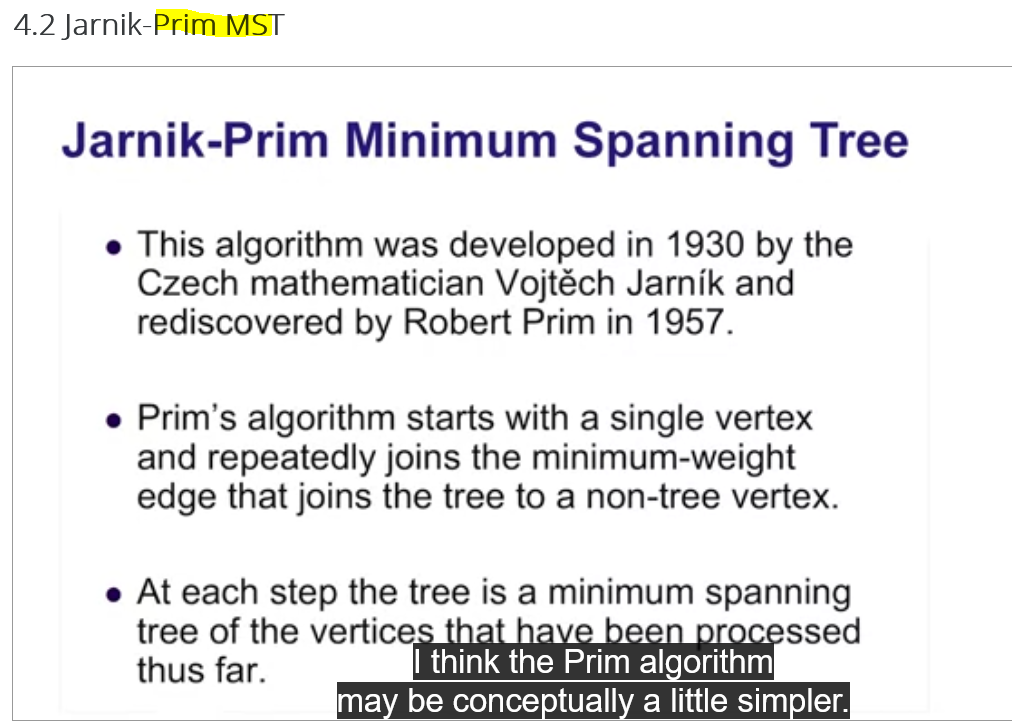 4.2 Jarnik-Prim MST
Jarnik-Prim Minimum Spanning Tree
• This algorithm was developed in 1930 by the
Czech mathematician Vojtěch Jarník and
rediscovered by Robert Prim in 1957.
• Prim’s algorithm starts with a single vertex
and repeatedly joins the minimum-weight
edge that joins the tree to a non-tree vertex.
• At each step the tree is a minimum spanning
tree of the vertices that have been processed
thus far.
I think the Prim algorithm
may be conceptually a little simpler.